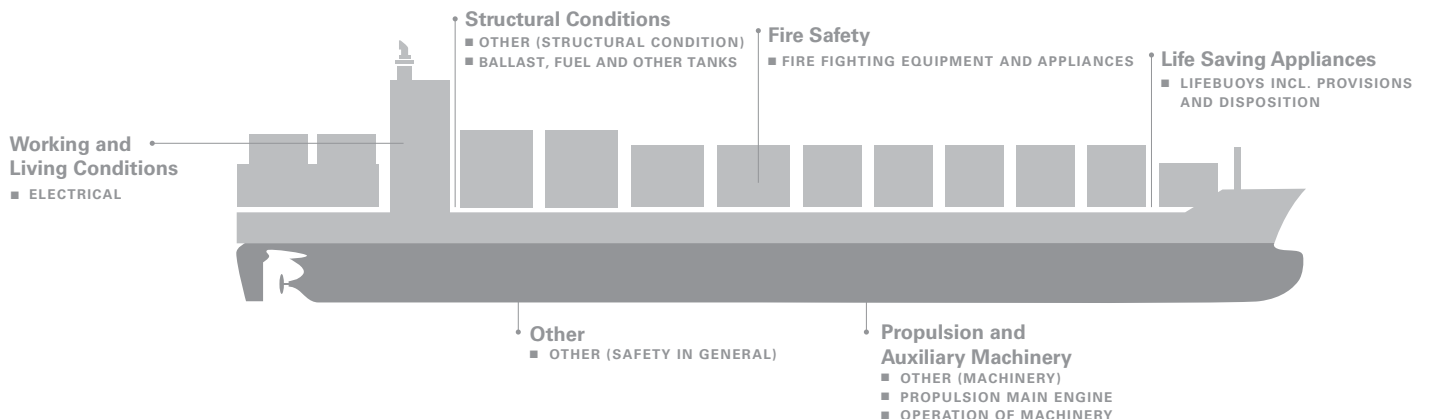 Structural Conditions
■ OTHER (STRUCTURAL CONDITION)
■ BALLAST, FUEL AND OTHER TANKS
Fire Safety
■ FIRE FIGHTING EQUIPMENT AND APPLIANCES
Life Saving Appliances
■ LIFEBUOYS INCL. PROVISIONS
AND DISPOSITION
Working and
Living Conditions
■ ELECTRICAL
Other
■ OTHER (SAFETY IN GENERAL)
Propulsion and
Auxiliary Machinery
■ OTHER (MACHINERY)
■ PROPULSION MAIN ENGINE
■ OPERATION OF MACHINERY